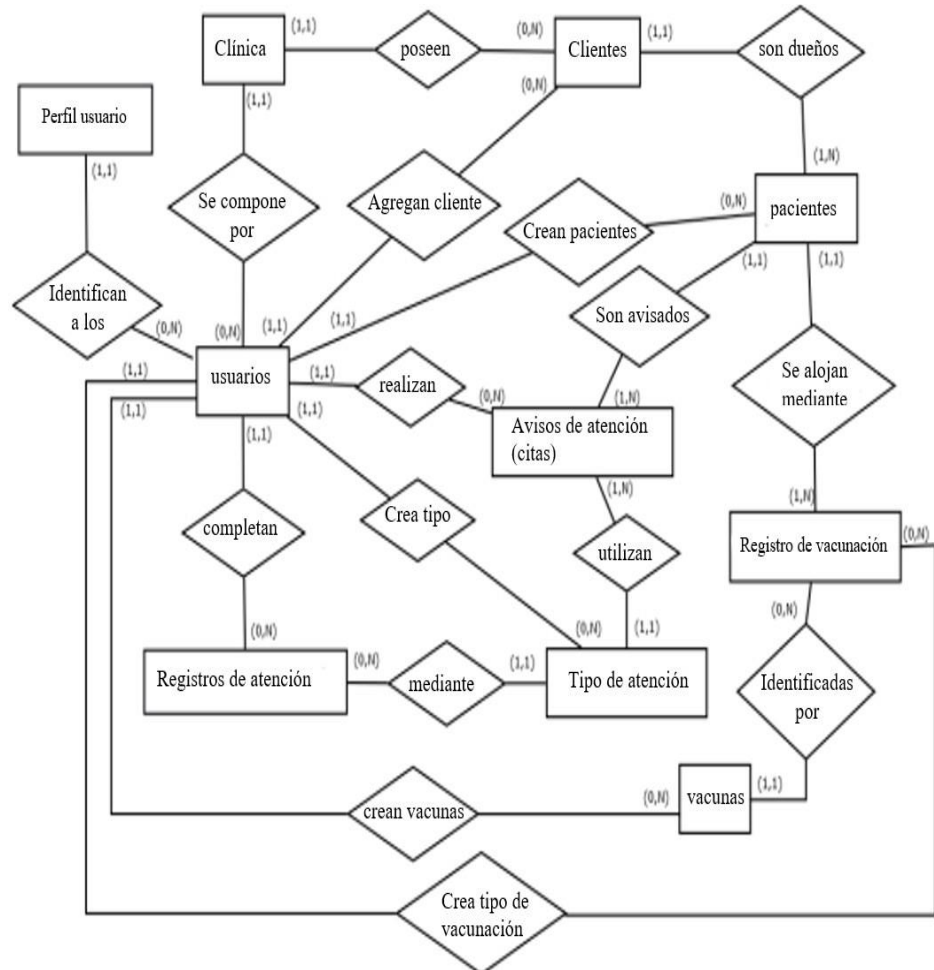 (1,1)
(0,N)
(1,1)
Clínica
poseen
Clientes
son dueños
(1,1)
(0,N)
Perfil usuario
(1,1)
(1,N)
Se compone
por
Agregan cliente
(0,N)
pacientes
Crean pacientes
(1,1)
(1,1)
Identifican
a los
Son avisados
(0,N)
(0,N)
(1,1)
(1,1)
(1,1)
usuarios
(1,1)
realizan
Se alojan
mediante
(1,1)
(1,1)
(0,N)
(1,N)
(1,1)
Avisos de atención
(citas)
(1,N)
(1,N)
completan
Crea tipo
utilizan
Registro de vacunación
(0,N)
(0,N)
(0,N)
(0,N)
(1,1)
Registros de atención
(0,N)
mediante
(1,1)
Tipo de atención
Identificadas
por
crean vacunas
(0,N)
vacunas
(1,1)
Crea tipo de
vacunación